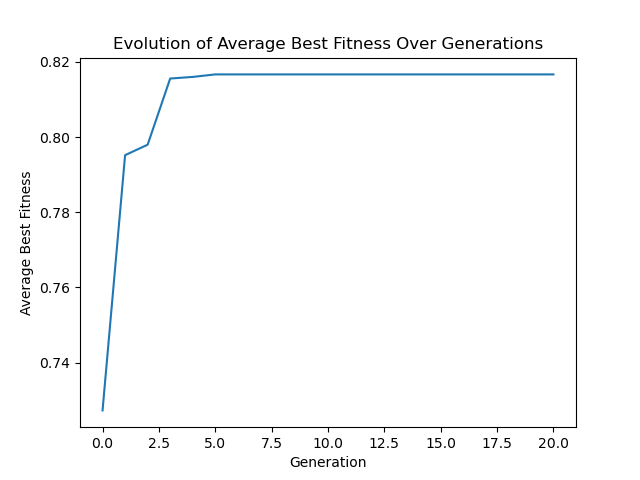 Evolution of Average Best Fitness Over Generations
0.82
0.80
0.78
0.76
0.74
Average Best Fitness
0.0 2.5 5.0 7.5 10.0 12.5 15.0 17.5 20.0
Generation